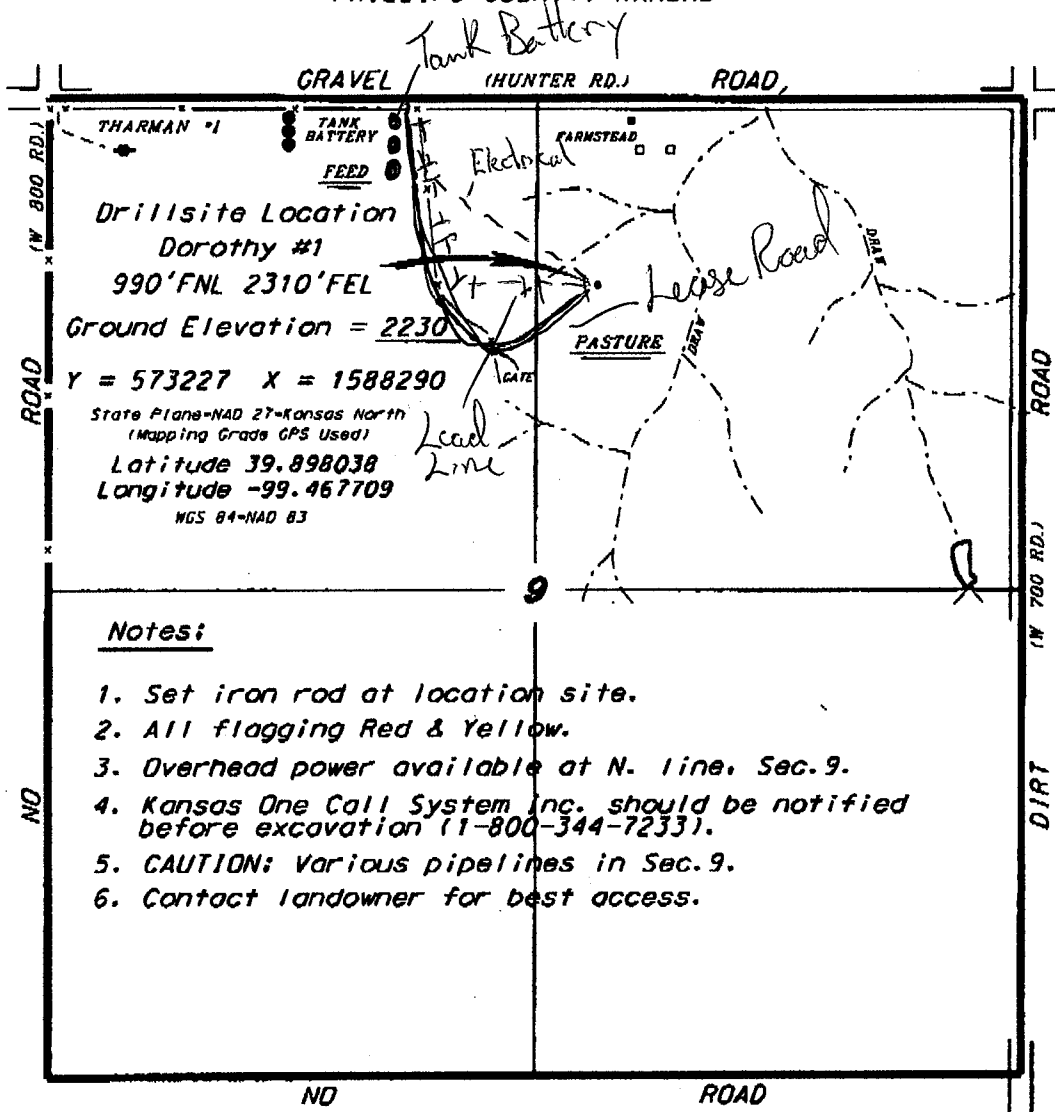 Tank Battery
GRAVEL (HUNTER RD.) ROAD
THARMAN #1
TANK
BATTERY
FARMSTEAD
FEED
Electrical
(W 800 RD.)
ROAD
NO
Drillsite Location
Dorothy #1
990'FNL 2310'FEL
Ground Elevation = 2230
Y = 573227 X = 1588290
State Plane-NAD 27-Kansas North
(Mapping Grade GPS Used)
Latitude 39.898038
Longitude -99.467709
WGS 84-NAD 83
Lease Road
PASTURE
DRAW
DRAW
GATE
Lead
Line
9
ROAD
(W 700 RD.)
DIRT
Notes:
1. Set iron rod at location site.
2. All flagging Red & Yellow.
3. Overhead power available at N. line, Sec.9.
4. Kansas One Call System Inc. should be notified
before excavation (1-800-344-7233).
5. CAUTION: Various pipelines in Sec.9.
6. Contact landowner for best access.
NO ROAD